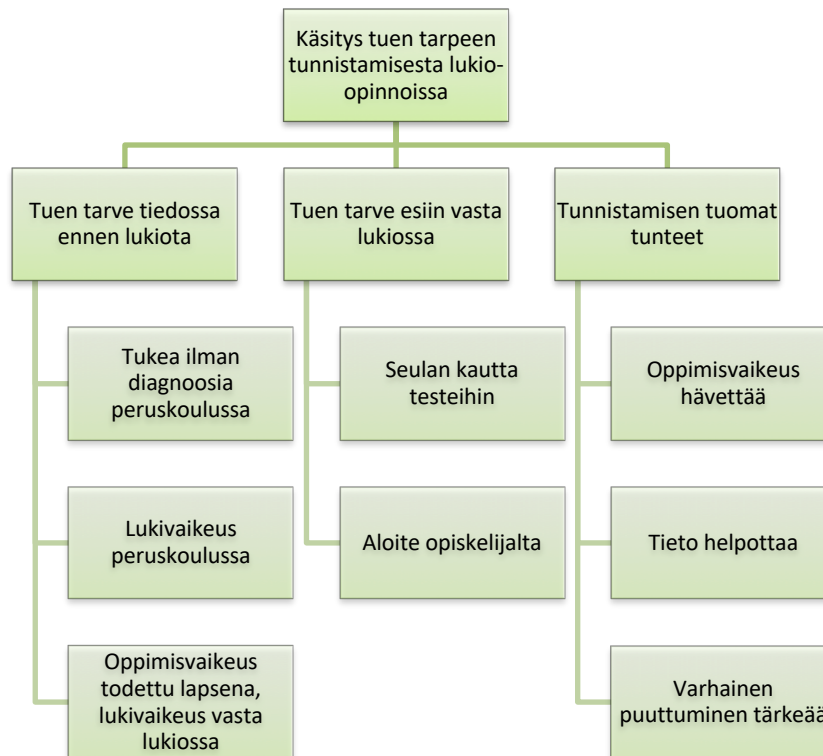 Käsitys tuen tarpeen
tunnistamisesta lukio-
opinnoissa
Tuen tarve tiedossa
ennen lukiota
Tukea ilman
diagnoosia
peruskoulussa
Lukivaikeus
peruskoulussa
Oppimisvaikeus
todettu lapsena,
lukivaikeus vasta
lukiossa
Tuen tarve esiin vasta
lukiossa
Seulan kautta
testeihin
Aloite opiskelijalta
Tunnistamisen tuomat
tunteet
Oppimisvaikeus
hävettää
Tieto helpottaa
Varhainen
puuttuminen tärkeää